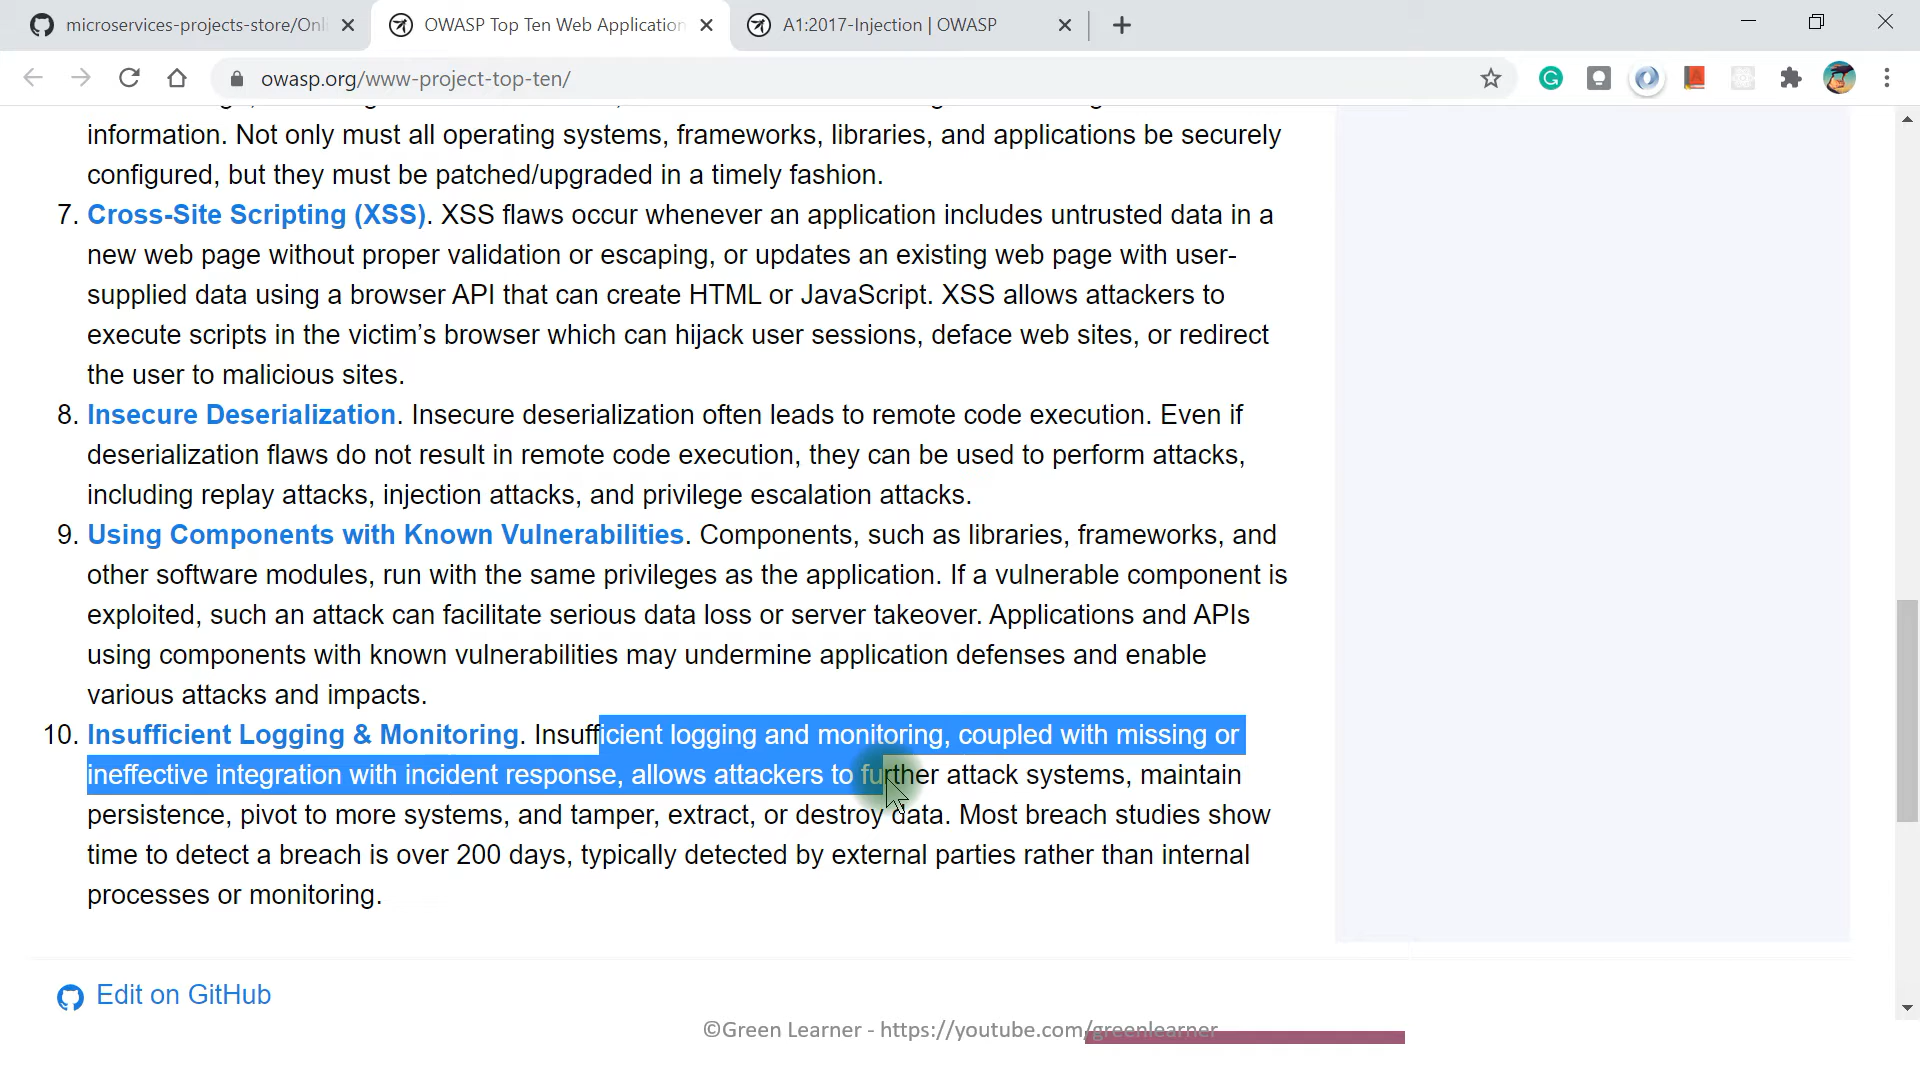 microservices-projects-store/Onli
OWASP Top Ten Web Application
A1:2017-Injection | OWASP
owasp.org/www-project-top-ten/
information. Not only must all operating systems, frameworks, libraries, and applications be securely
configured, but they must be patched/upgraded in a timely fashion.
7. Cross-Site Scripting (XSS). XSS flaws occur whenever an application includes untrusted data in a
new web page without proper validation or escaping, or updates an existing web page with user-
supplied data using a browser API that can create HTML or JavaScript. XSS allows attackers to
execute scripts in the victim’s browser which can hijack user sessions, deface web sites, or redirect
the user to malicious sites.
8. Insecure Deserialization. Insecure deserialization often leads to remote code execution. Even if
deserialization flaws do not result in remote code execution, they can be used to perform attacks,
including replay attacks, injection attacks, and privilege escalation attacks.
9. Using Components with Known Vulnerabilities. Components, such as libraries, frameworks, and
other software modules, run with the same privileges as the application. If a vulnerable component is
exploited, such an attack can facilitate serious data loss or server takeover. Applications and APIs
using components with known vulnerabilities may undermine application defenses and enable
various attacks and impacts.
10. Insufficient Logging & Monitoring. Insufficient logging and monitoring, coupled with missing or
ineffective integration with incident response, allows attackers to further attack systems, maintain
persistence, pivot to more systems, and tamper, extract, or destroy data. Most breach studies show
time to detect a breach is over 200 days, typically detected by external parties rather than internal
processes or monitoring.
Edit on GitHub
©Green Learner - https://youtube.com/greenlearner